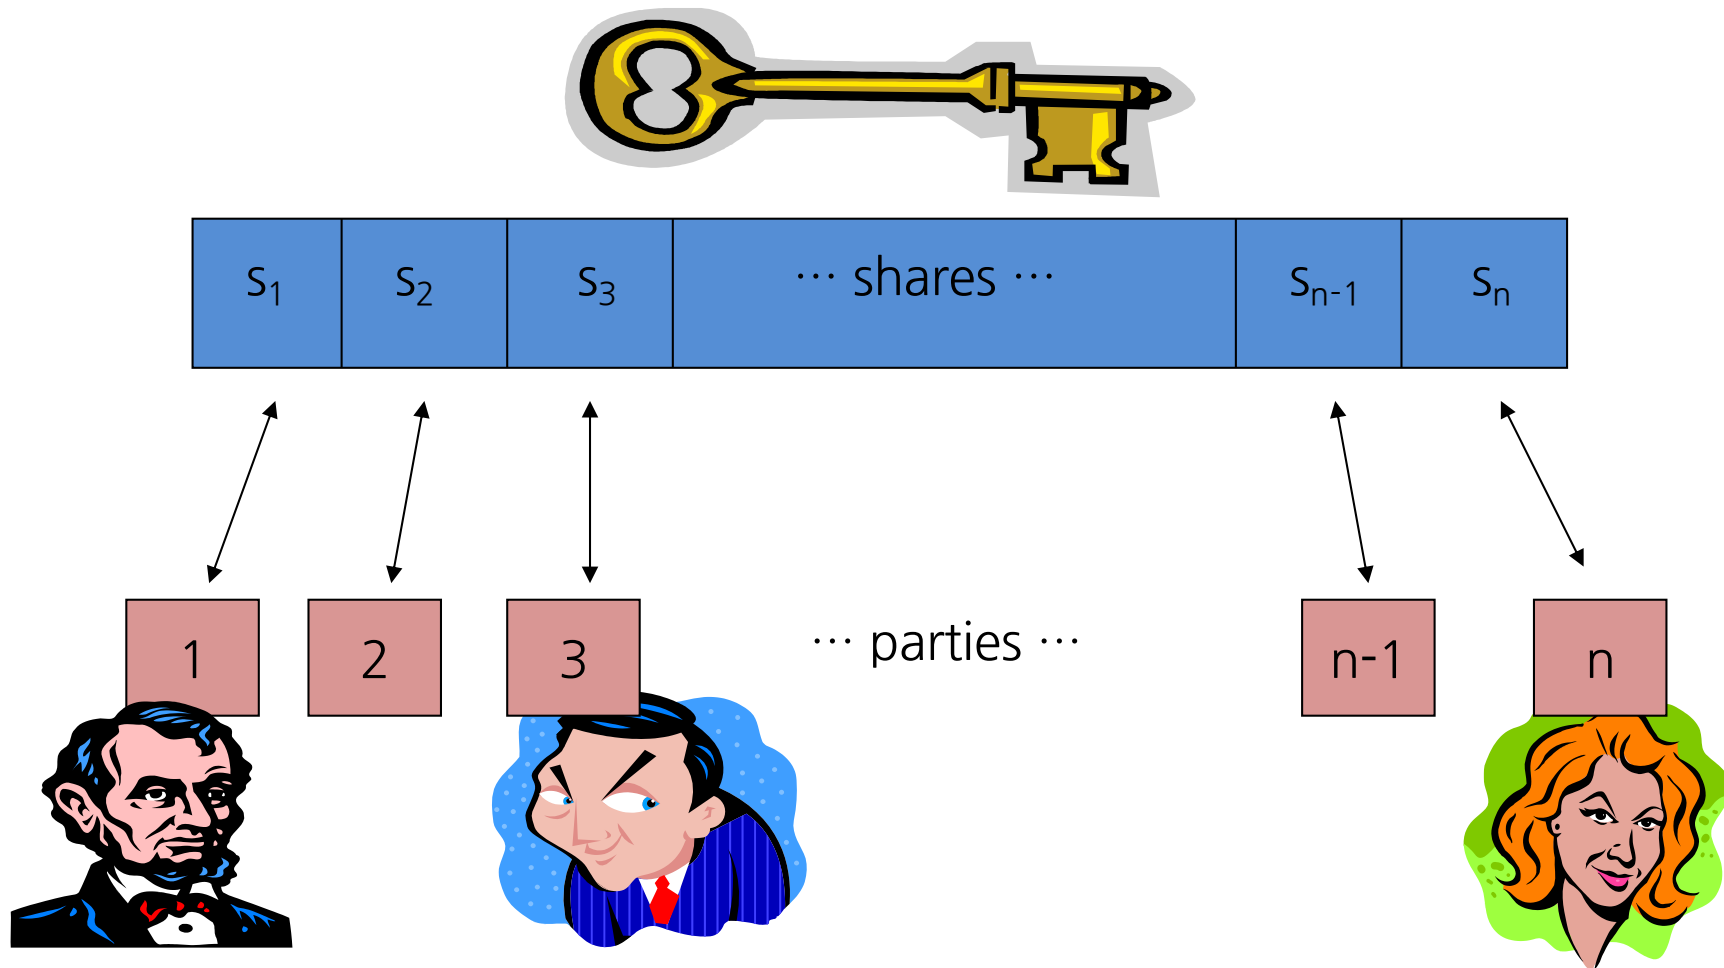 s1 s2 s3 ··· shares ··· sn-1 sn
1 2 3 ··· parties ··· n-1 n